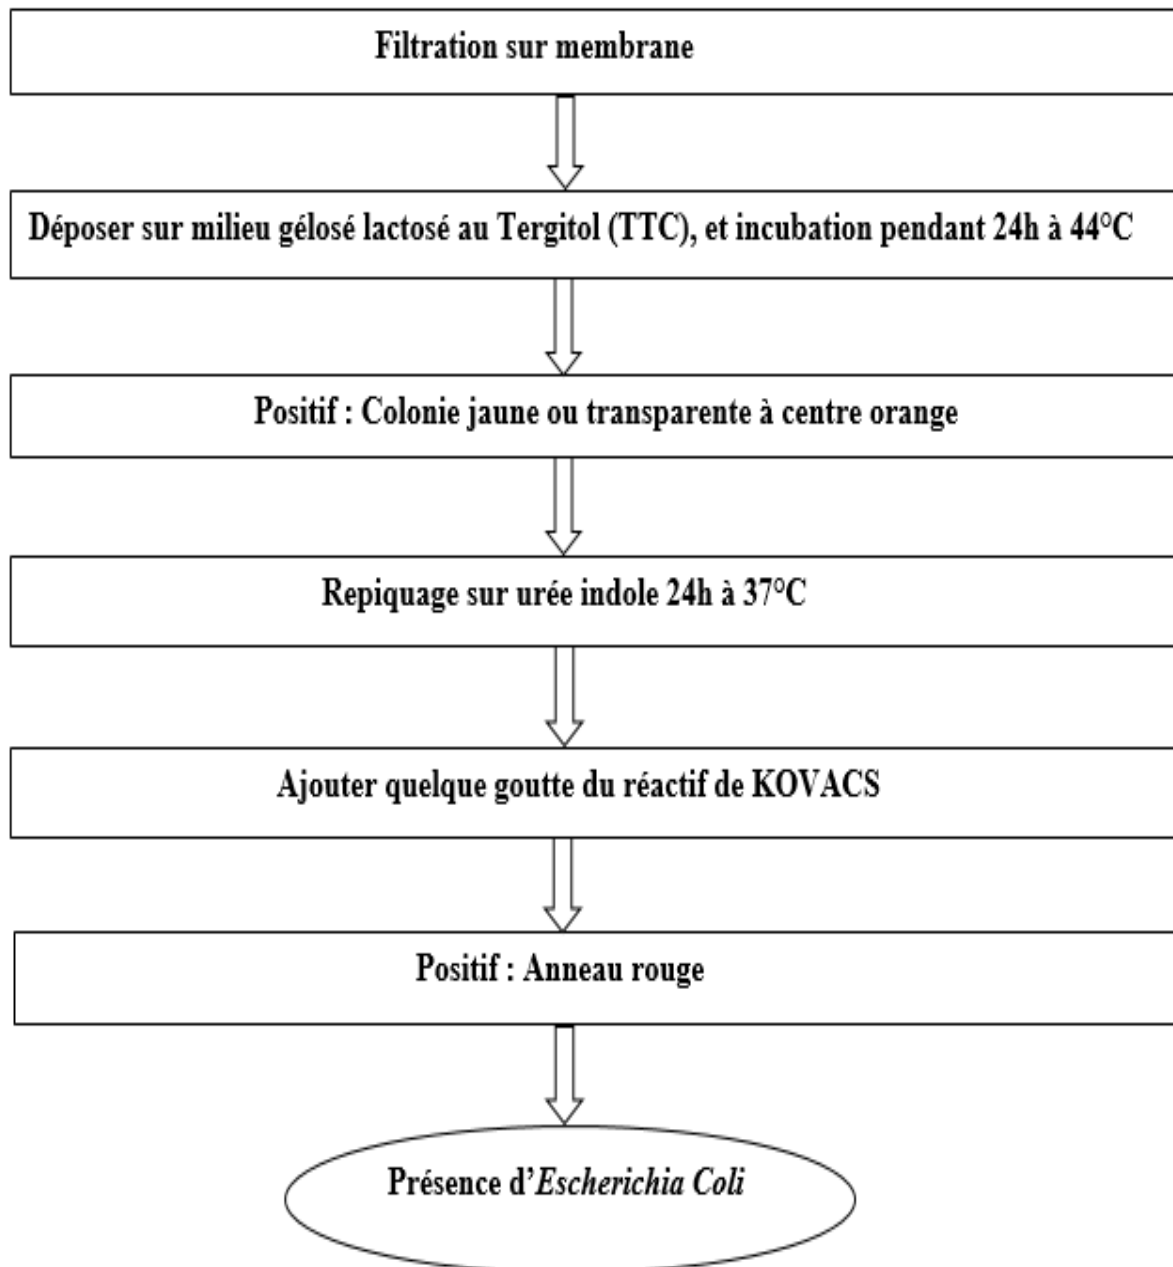 Filtration sur membrane
Déposer sur milieu gélosé lactosé au Tergitol (TTC), et incubation pendant 24h à 44°C
Positif : Colonie jaune ou transparente à centre orange
Repiquage sur urée indole 24h à 37°C
Ajouter quelque goutte du réactif de KOVACS
Positif : Anneau rouge
Présence d'Escherichia Coli